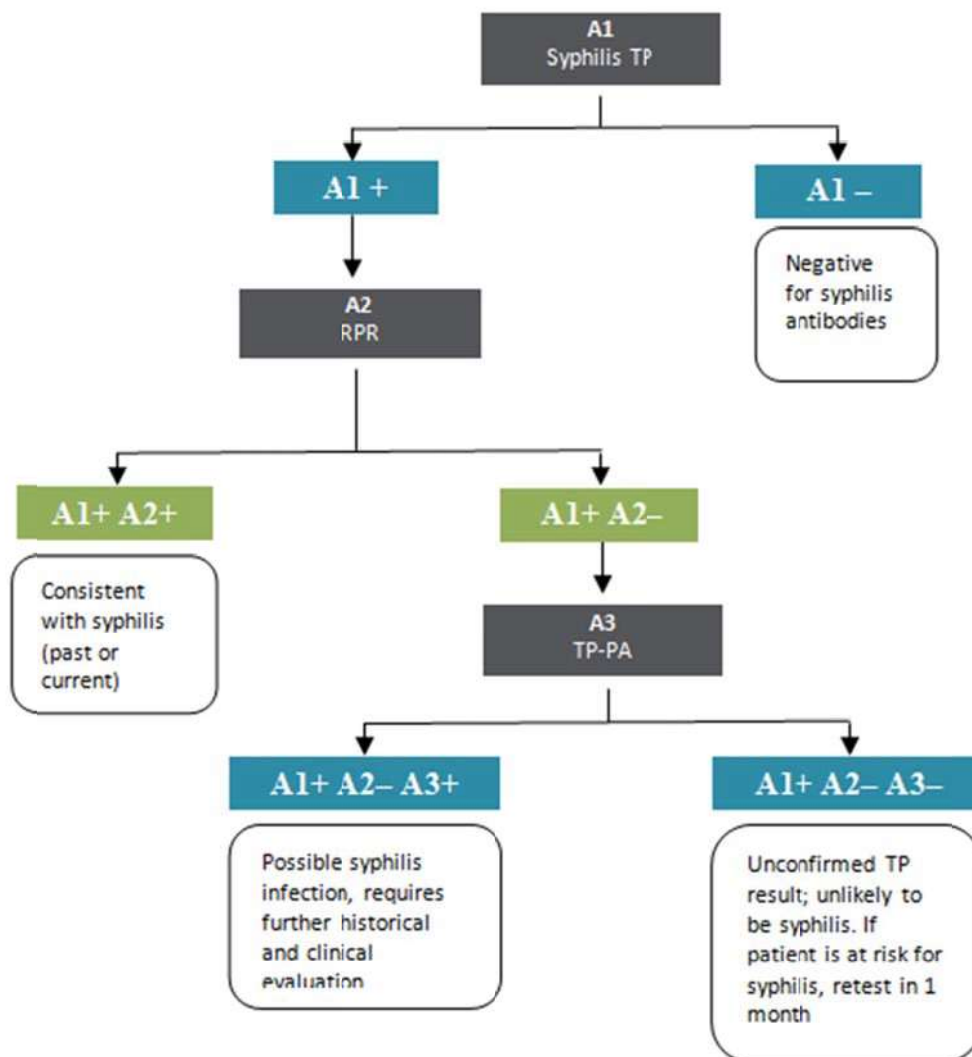 A1
Syphilis TP
A1 +
A1 –
Negative
for syphilis
antibodies
A2
RPR
A1+ A2+
A1+ A2–
Consistent
with syphilis
(past or
current)
A3
TP-PA
A1+ A2– A3+
A1+ A2– A3–
Possible syphilis
infection, requires
further historical
and clinical
evaluation
Unconfirmed TP
result; unlikely to
be syphilis. If
patient is at risk for
syphilis, retest in 1
month